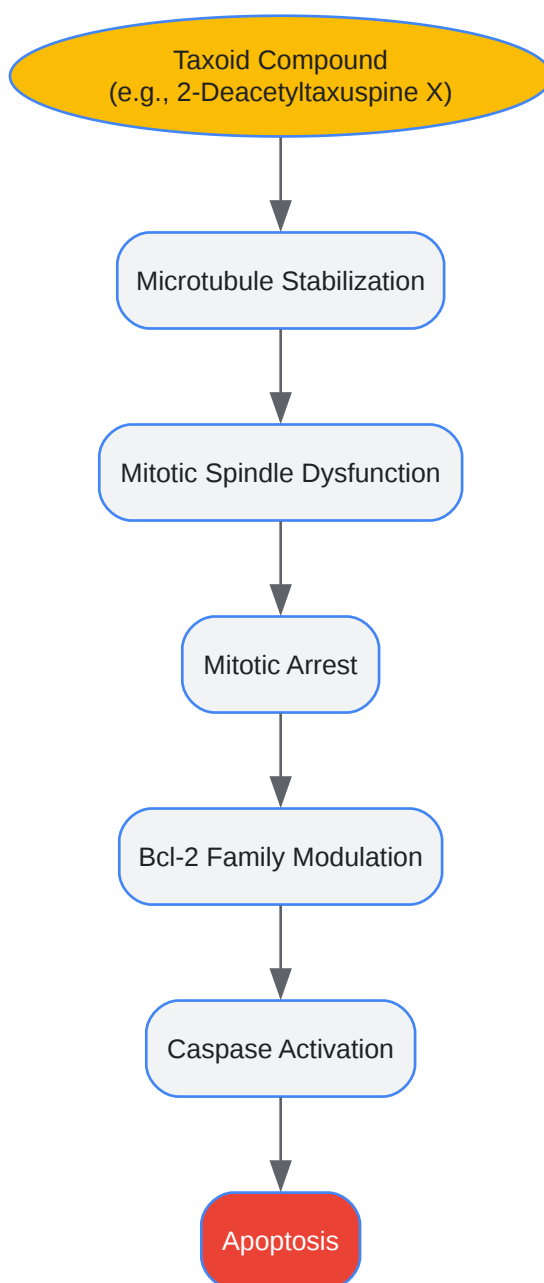 Taxoid Compound
(e.g., 2-Deacetyltaxuspine X)
Microtubule Stabilization
Mitotic Spindle Dysfunction
Mitotic Arrest
Bcl-2 Family Modulation
Caspase Activation
Apoptosis